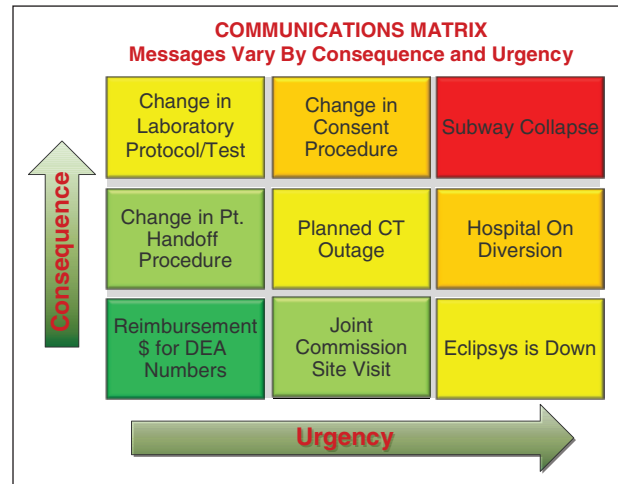 COMMUNICATIONS MATRIX
Messages Vary By Consequence and Urgency
Change in
Laboratory
Protocol/Test
Change in
Consent
Procedure
Subway Collapse
Consequence
Change in Pt.
Handoff
Procedure
Planned CT
Outage
Hospital On
Diversion
Reimbursement
$ for DEA
Numbers
Joint
Commission
Site Visit
Eclipsys is Down
Urgency